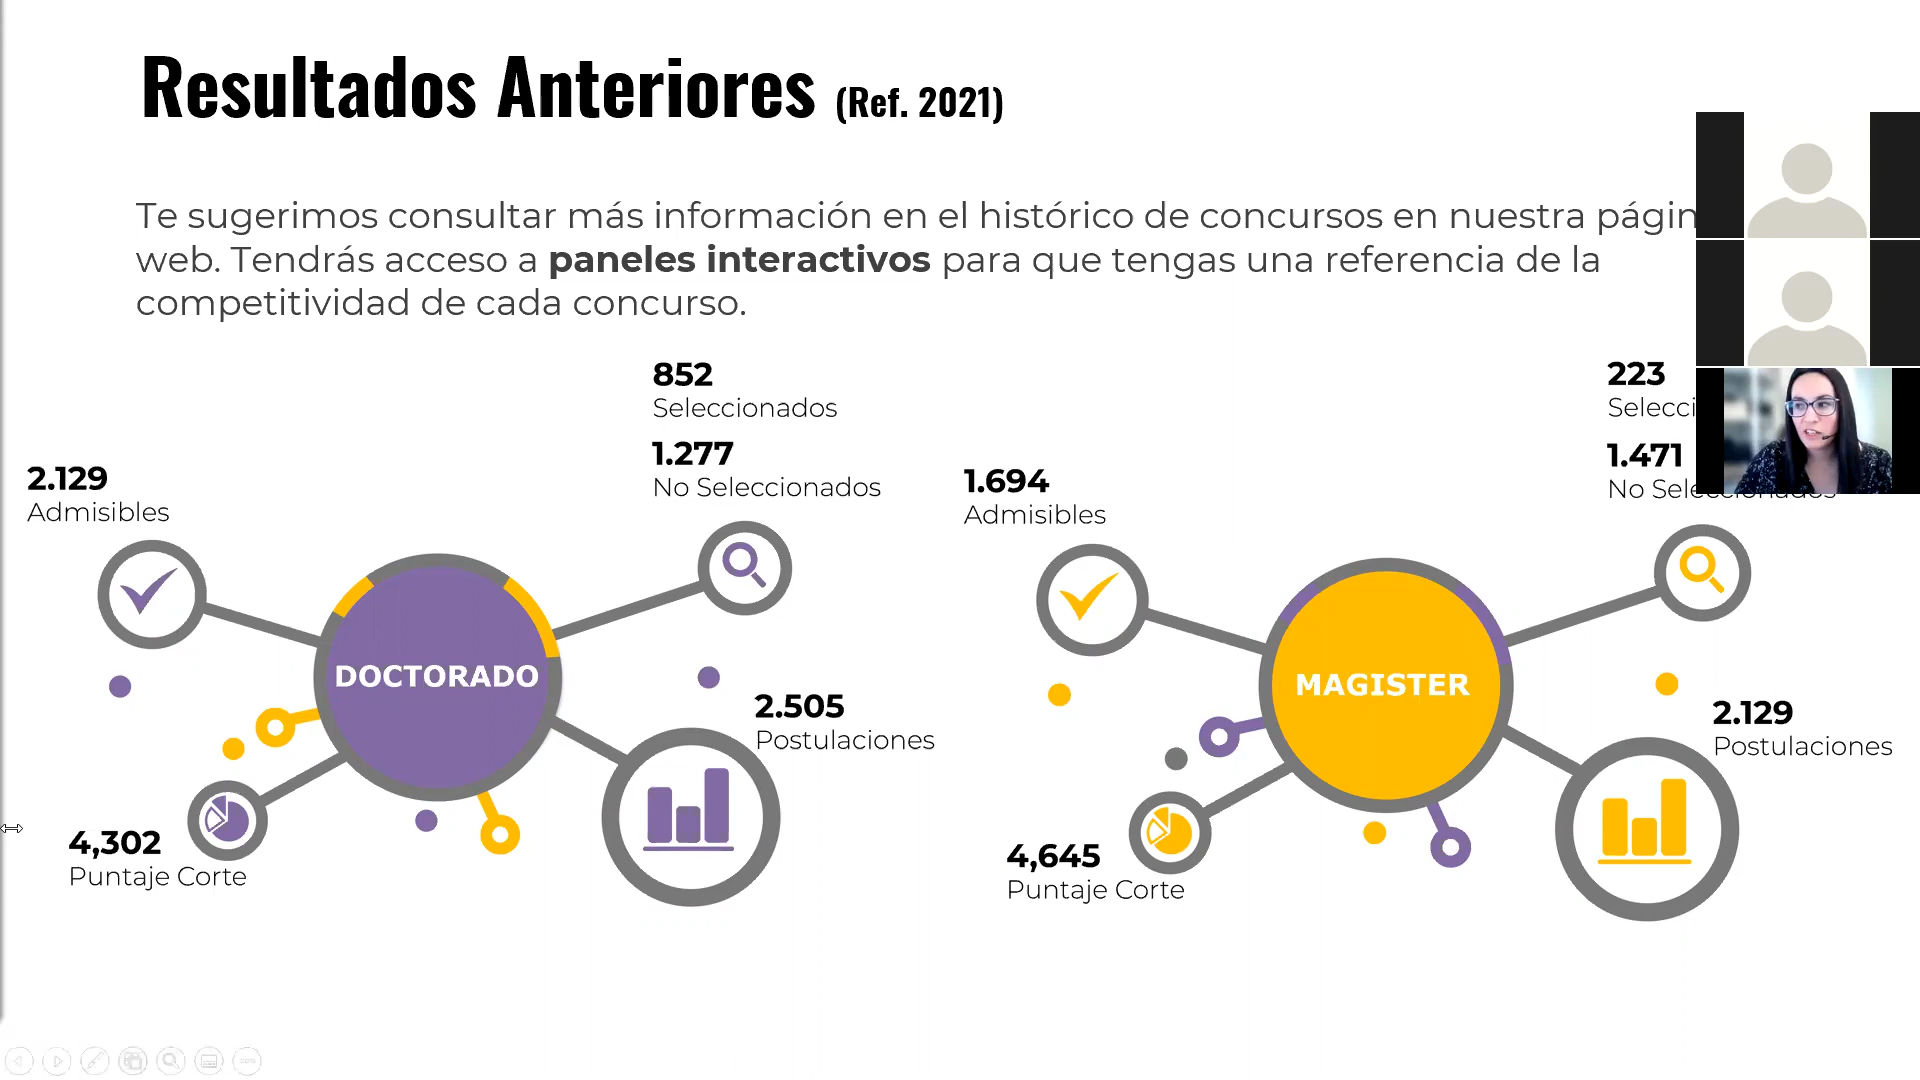 Resultados Anteriores (Ref. 2021)
Te sugerimos consultar más información en el histórico de concursos en nuestra
web. Tendrás acceso a paneles interactivos para que tengas una referencia de la
competitividad de cada concurso.
852
Seleccionados
1.277
No Seleccionados
2.129
Admisibles
DOCTORADO
2.505
Postulaciones
4,302
Puntaje Corte
223
1.471
No Seleccionados
1.694
Admisibles
MAGISTER
2.129
Postulaciones
4,645
Puntaje Corte